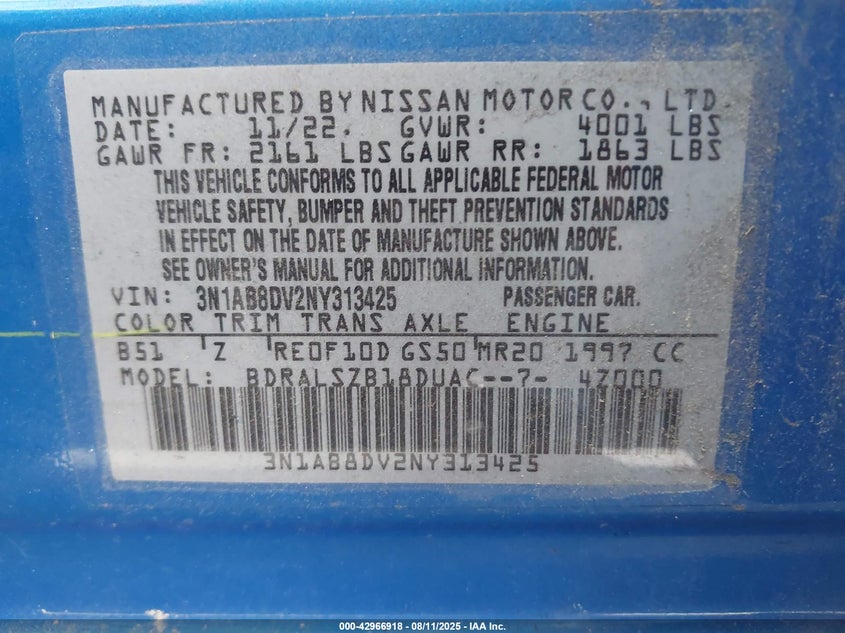 MANUFACTURED BY NISSAN MOTOR CO., LTD.
DATE: 11/22. GVWR: 4001 LBS
GAWR FR: 2161 LBS GAWR RR: 1863 LBS
THIS VEHICLE CONFORMS TO ALL APPLICABLE FEDERAL MOTOR
VEHICLE SAFETY, BUMPER AND THEFT PREVENTION STANDARDS
IN EFFECT ON THE DATE OF MANUFACTURE SHOWN ABOVE.
SEE OWNER'S MANUAL FOR ADDITIONAL INFORMATION.
VIN: 3N1AB8DV2NY313425 PASSENGER CAR.
COLOR TRIM TRANS AXLE ENGINE
B51 Z RE0F10D GS50 MR20 1997 CC
MODEL: BDRALSZB18DUAC--7- 4Z000
3N1AB8DV2NY313425
000-42966918 - 08/11/2025 - IAA Inc.